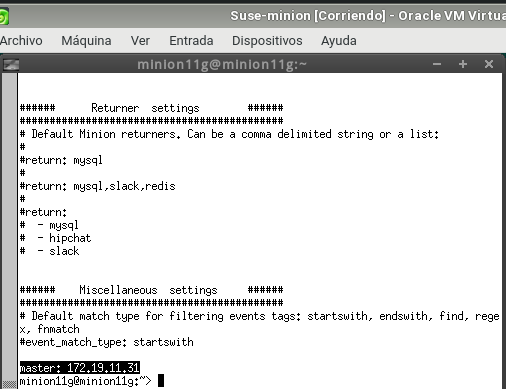 Suse-minion [Corriendo] - Oracle VM Virtua
Archivo Máquina Ver Entrada Dispositivos Ayuda
minion11g@minion11g:~
###### Returner settings ######
############################################
# Default Minion returners. Can be a comma delimited string or a list:
#
#return: mysql
#
#return: mysql,slack,redis
#
#return:
# - mysql
# - hipchat
# - slack
###### Miscellaneous settings ######
############################################
# Default match type for filtering events tags: startswith, endswith, find, rege
x, fnmatch
#event_match_type: startswith
master: 172.19.11.31
minion11g@minion11g:~>